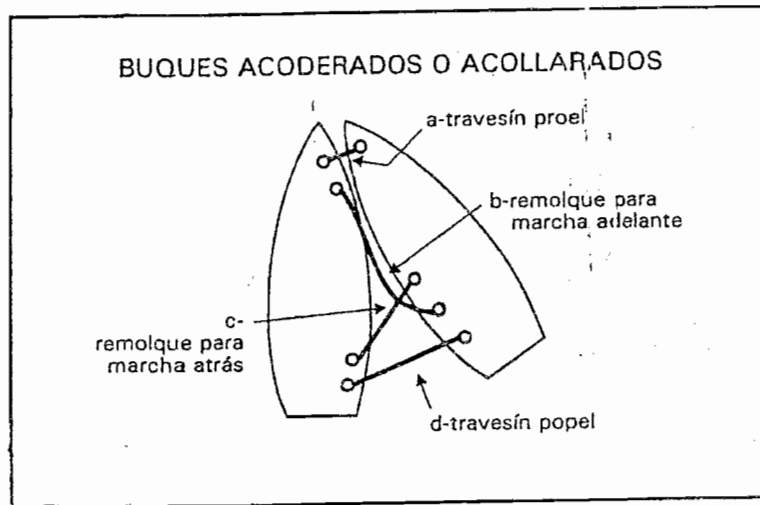 BUQUES ACODERADOS O ACOLLARADOS
a-travesín proel
b-remolque para
marcha adelante
c-
remolque para
marcha atrás
d-travesín popel